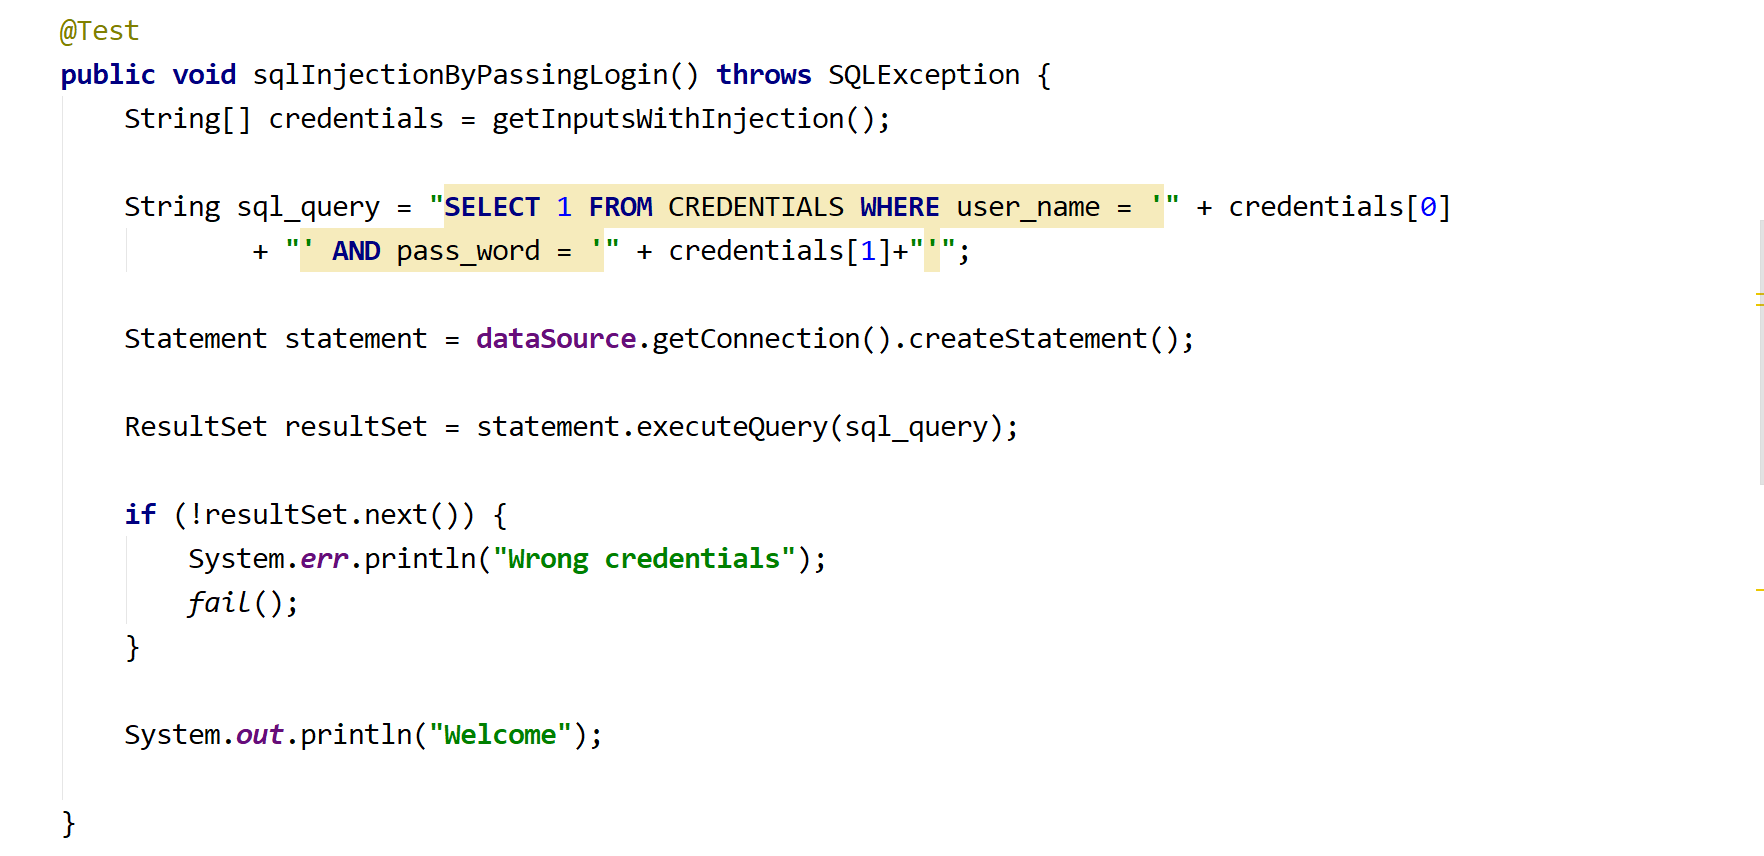 @Test
public void sqlInjectionByPassingLogin() throws SQLException {
    String[] credentials = getInputsWithInjection();
    String sql_query = "SELECT 1 FROM CREDENTIALS WHERE user_name = '" + credentials[0]
            + "' AND pass_word = '" + credentials[1]+"'";
    Statement statement = dataSource.getConnection().createStatement();
    ResultSet resultSet = statement.executeQuery(sql_query);
    if (!resultSet.next()) {
        System.err.println("Wrong credentials");
        fail();
    }
    System.out.println("Welcome");
}